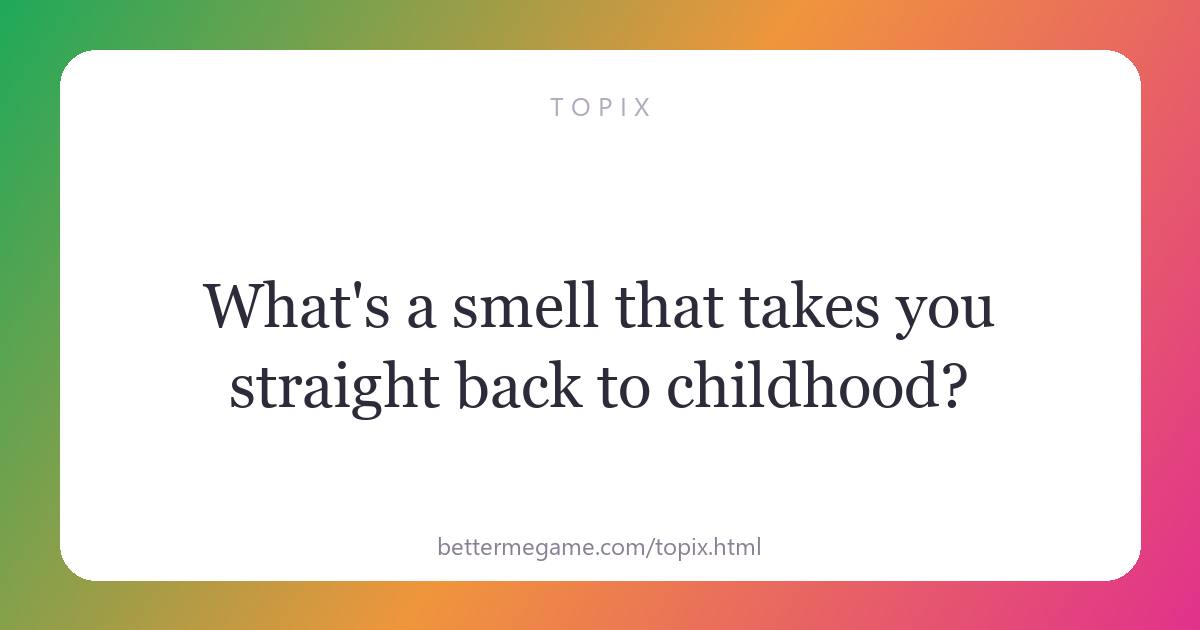 TOPIX
What's a smell that takes you
straight back to childhood?
bettermegame.com/topix.html